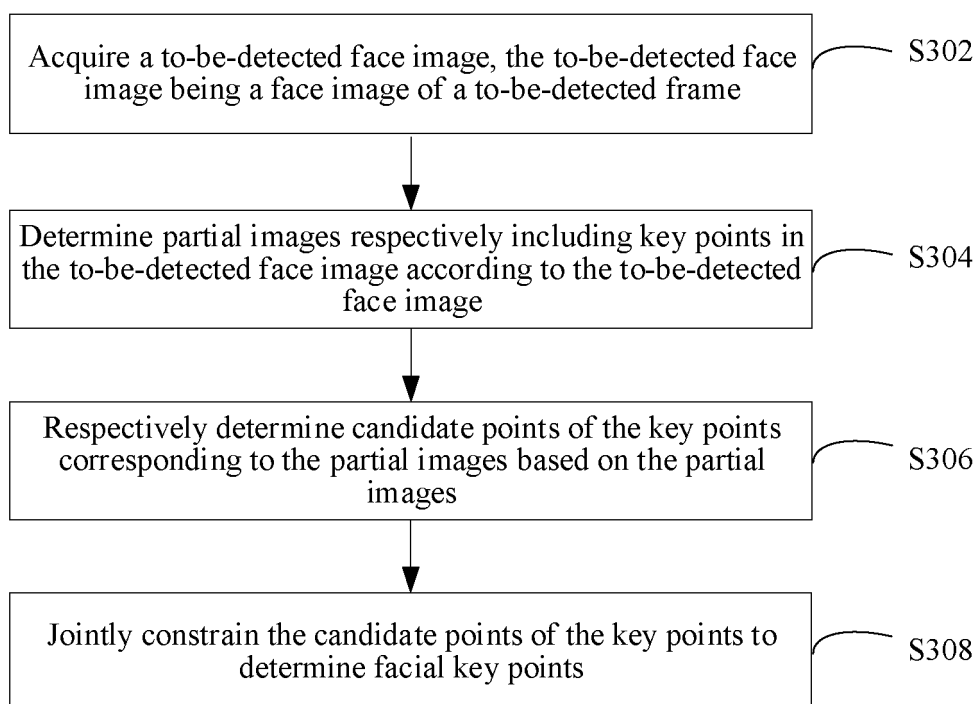 Acquire a to-be-detected face image, the to-be-detected face
image being a face image of a to-be-detected frame
S302
Determine partial images respectively including key points in
the to-be-detected face image according to the to-be-detected
face image
S304
Respectively determine candidate points of the key points
corresponding to the partial images based on the partial
images
S306
Jointly constrain the candidate points of the key points to
determine facial key points
S308